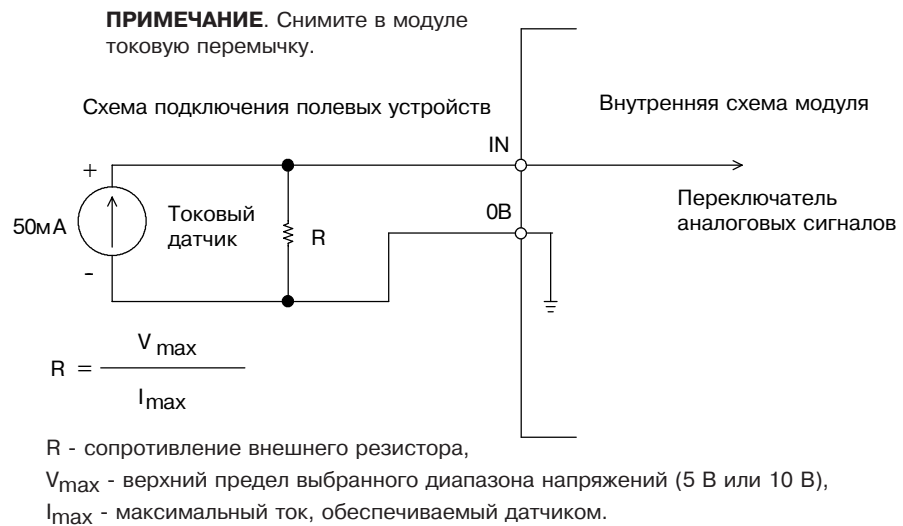 ПРИМЕЧАНИЕ. Снимите в модуле
токовую перемычку.
Схема подключения полевых устройств
Внутренняя схема модуля
IN
+
50мА
Токовый
датчик
R
0В
Переключатель
аналоговых сигналов
-
R = V max / I max
R - сопротивление внешнего резистора,
Vmax - верхний предел выбранного диапазона напряжений (5 В или 10 В),
Imax - максимальный ток, обеспечиваемый датчиком.